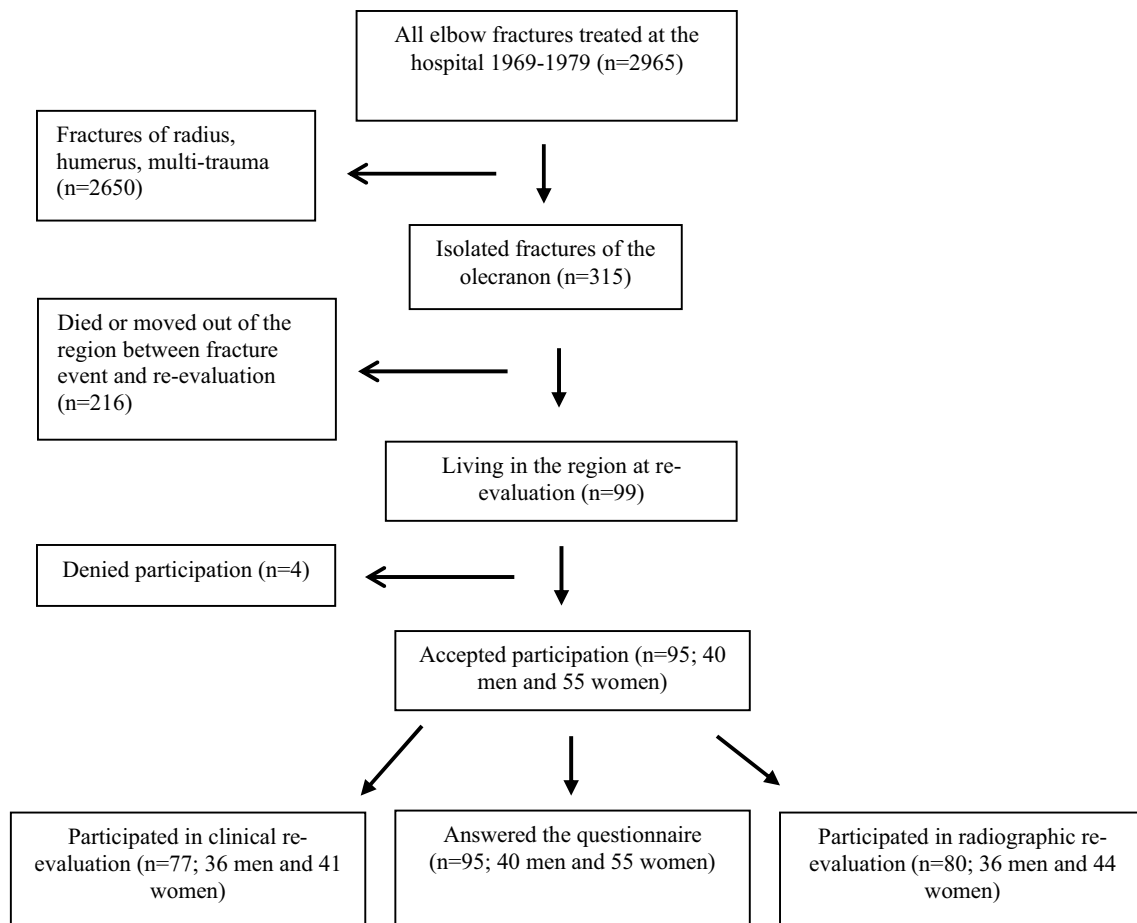 All elbow fractures treated at the
hospital 1969-1979 (n=2965)
Fractures of radius,
humerus, multi-trauma
(n=2650)
Isolated fractures of the
olecranon (n=315)
Died or moved out of the
region between fracture
event and re-evaluation
(n=216)
Living in the region at re-
evaluation (n=99)
Denied participation (n=4)
Accepted participation (n=95; 40
men and 55 women)
Participated in clinical re-
evaluation (n=77; 36 men and 41
women)
Answered the questionnaire
(n=95; 40 men and 55 women)
Participated in radiographic re-
evaluation (n=80; 36 men and 44
women)